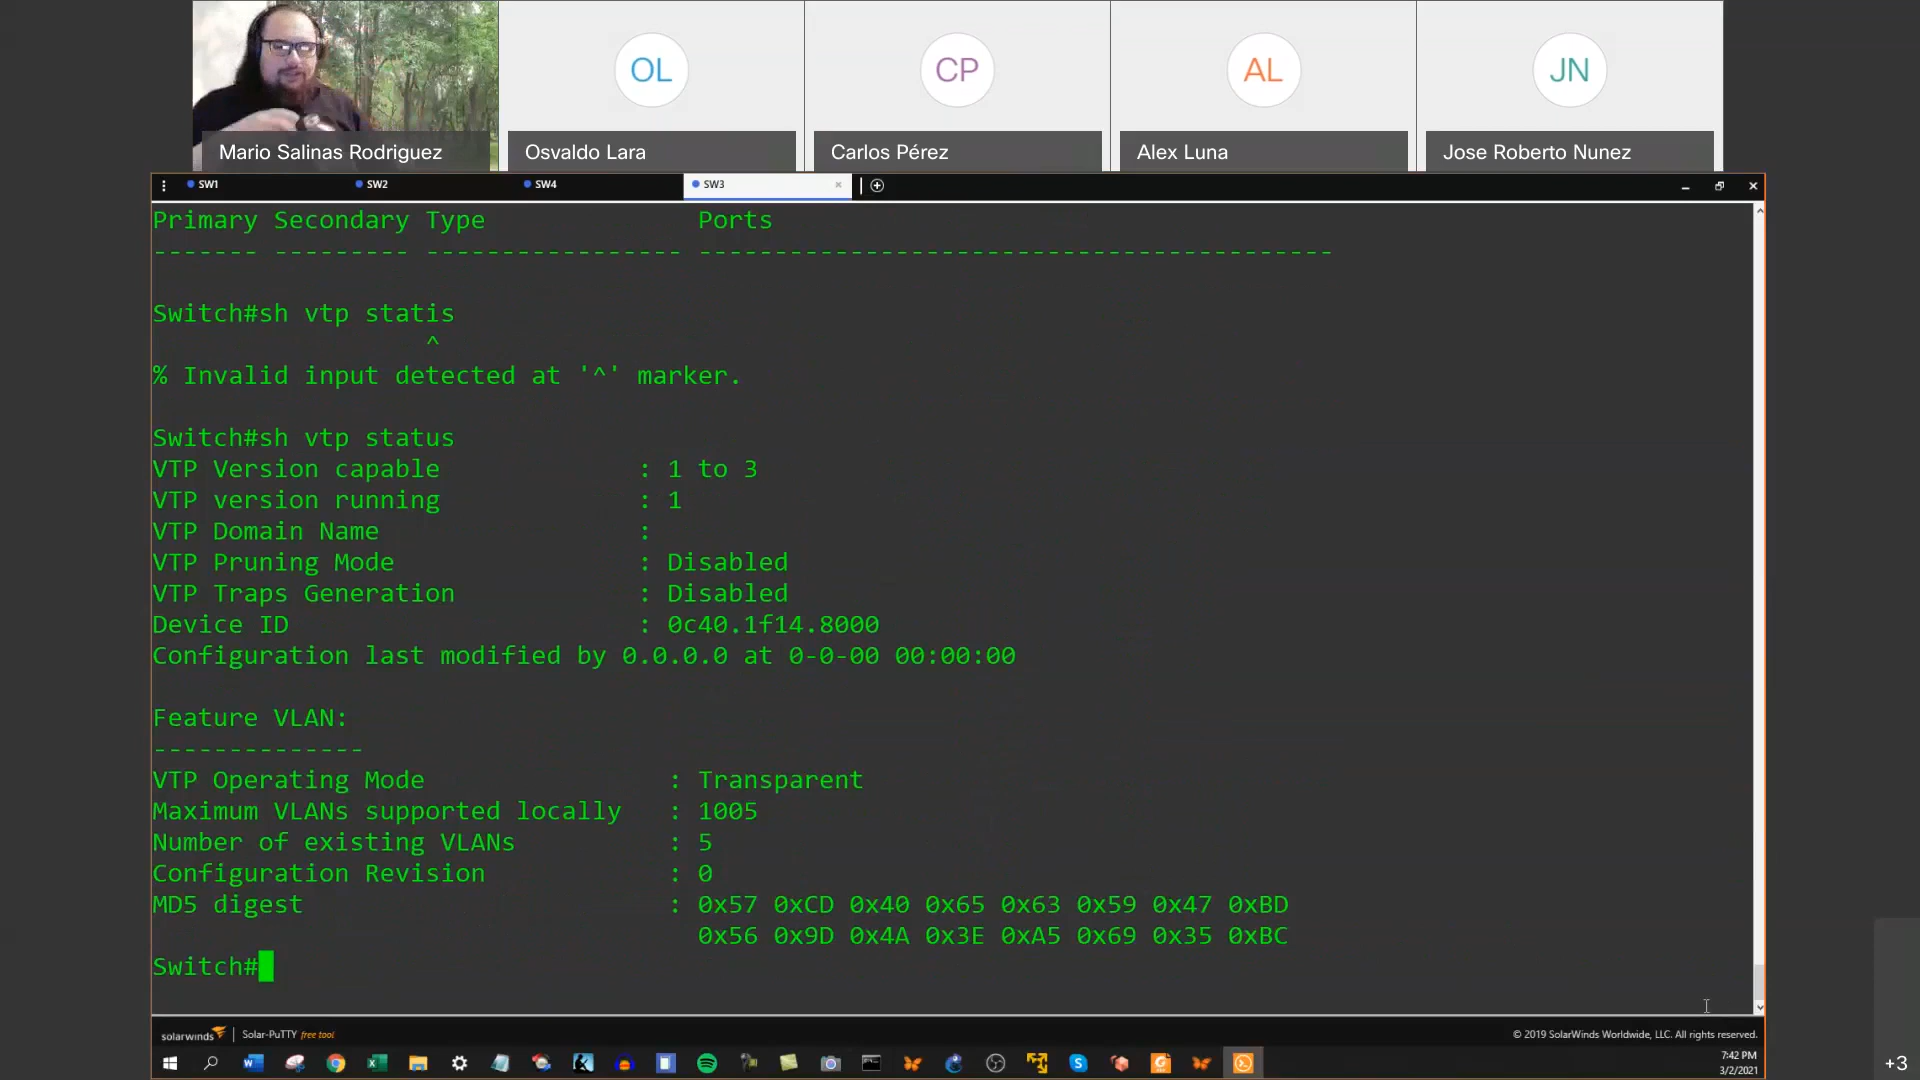 OL
CP
AL
JN
Mario Salinas Rodriguez
Osvaldo Lara
Carlos Pérez
Alex Luna
Jose Roberto Nunez
SW1
SW2
SW4
SW3
Primary Secondary Type Ports
------- --------- ----------------- ------------------------------------------
Switch#sh vtp statis
^
% Invalid input detected at '^' marker.
Switch#sh vtp status
VTP Version capable : 1 to 3
VTP version running : 1
VTP Domain Name :
VTP Pruning Mode : Disabled
VTP Traps Generation : Disabled
Device ID : 0c40.1f14.8000
Configuration last modified by 0.0.0.0 at 0-0-00 00:00:00
Feature VLAN:
--------------
VTP Operating Mode : Transparent
Maximum VLANs supported locally : 1005
Number of existing VLANs : 5
Configuration Revision : 0
MD5 digest : 0x57 0xCD 0x40 0x65 0x63 0x59 0x47 0xBD
0x56 0x9D 0x4A 0x3E 0xA5 0x69 0x35 0xBC
Switch#
solarwinds | Solar-PuTTY free tool
© 2019 SolarWinds Worldwide, LLC. All rights reserved.
7:42 PM
3/2/2021
+3